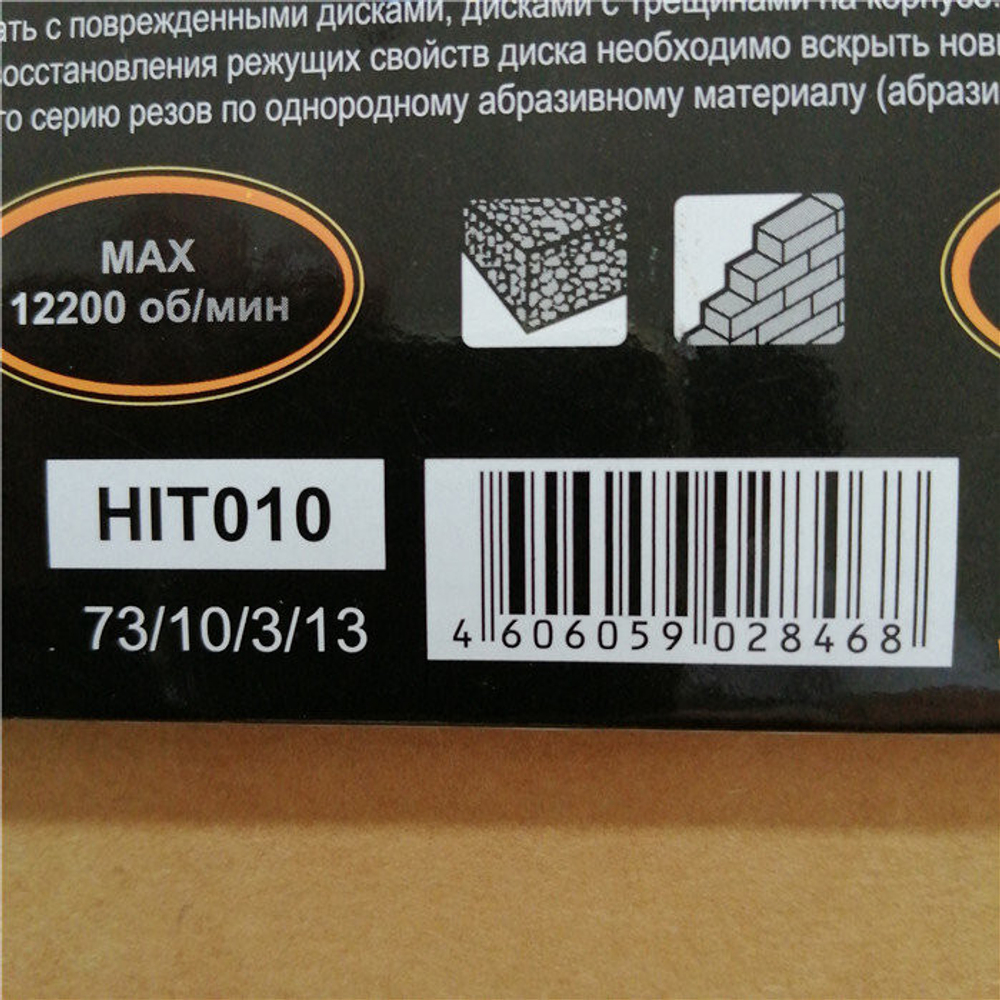 ать с поврежденными дисками, дисками с трещинами на корпусе.
осстановления режущих свойств диска необходимо вскрыть нов
го серию резов по однородному абразивному материалу (абрази
MAX
12200 об/мин
HIT010
73/10/3/13
4 606059 028468